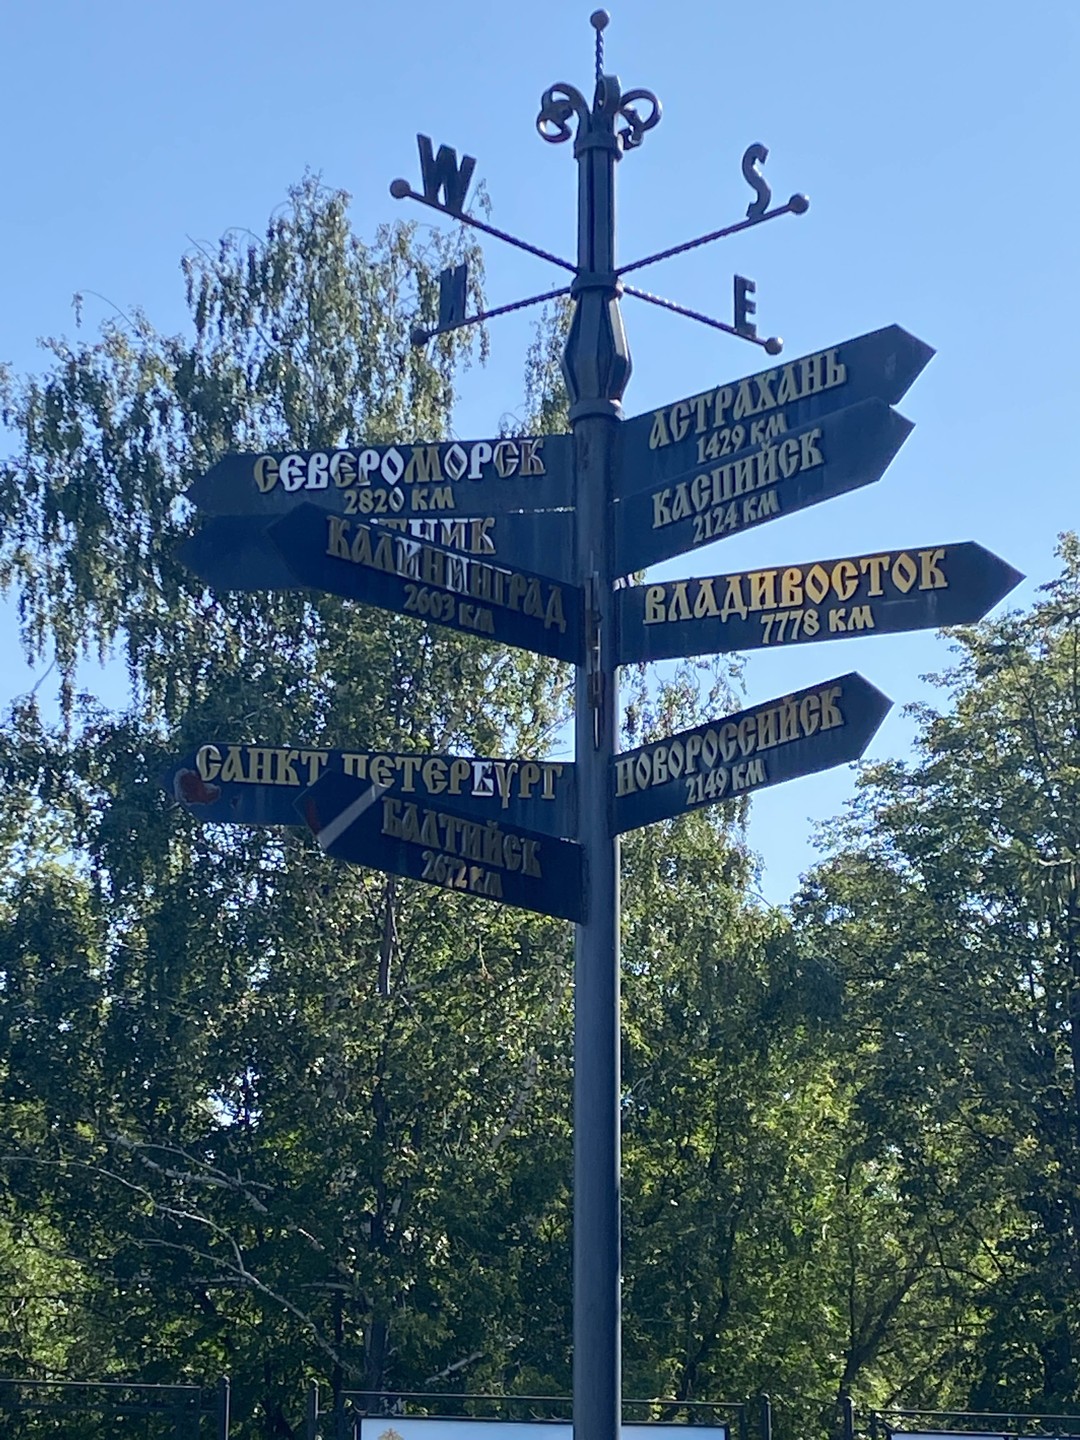 W
S
N
E
АСТРАХАНЬ
1429 КМ
КАСПИЙСК
2124 КМ
СЕВЕРОМОРСК
2820 КМ
КАЛИНИНГРАД
2603 КМ
ВЛАДИВОСТОК
7778 КМ
НОВОРОССИЙСК
2149 КМ
САНКТ ПЕТЕРБУРГ
БАЛТИЙСК
2672 КМ